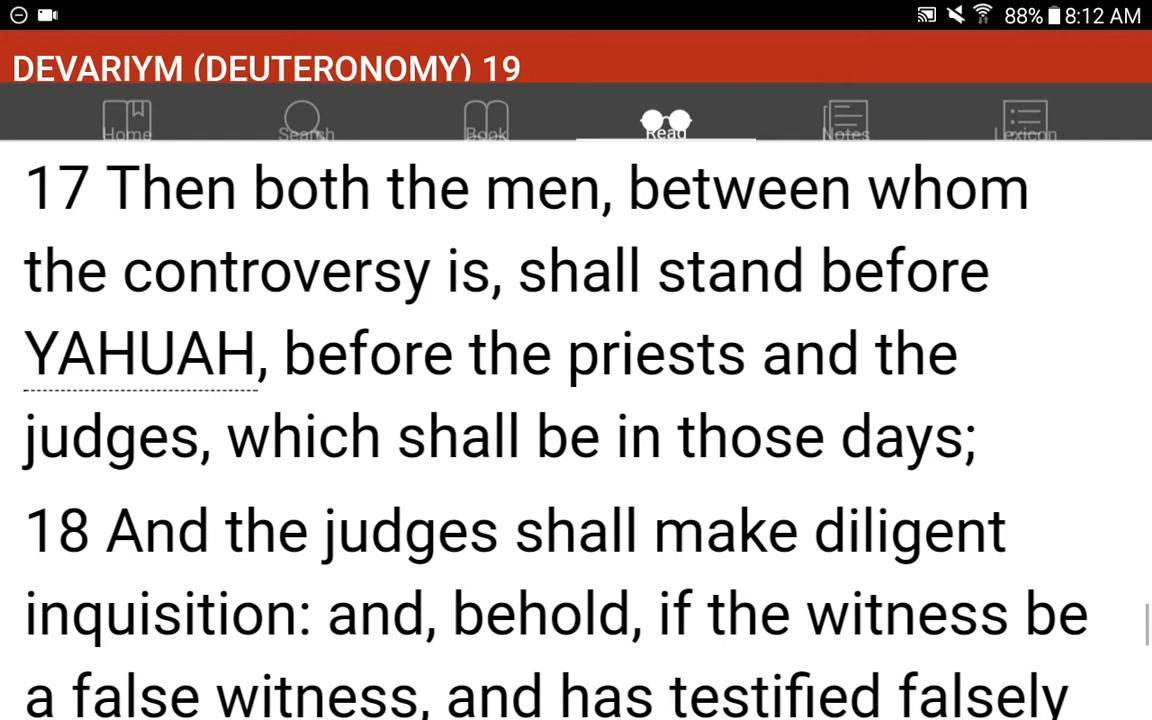 88% 8:12 AM
DEVARIYM (DEUTERONOMY) 19
Home Search Book Read Notes Lexicon
17 Then both the men, between whom
the controversy is, shall stand before
YAHUAH, before the priests and the
judges, which shall be in those days;
18 And the judges shall make diligent
inquisition: and, behold, if the witness be
a false witness, and has testified falsely